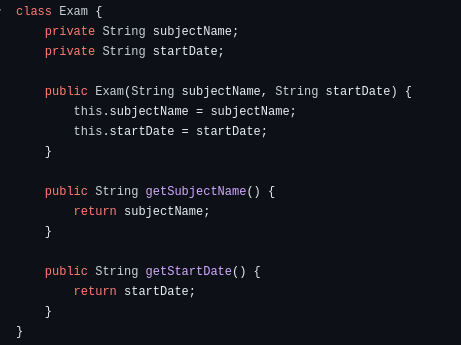 class Exam {
    private String subjectName;
    private String startDate;

    public Exam(String subjectName, String startDate) {
        this.subjectName = subjectName;
        this.startDate = startDate;
    }

    public String getSubjectName() {
        return subjectName;
    }

    public String getStartDate() {
        return startDate;
    }
}